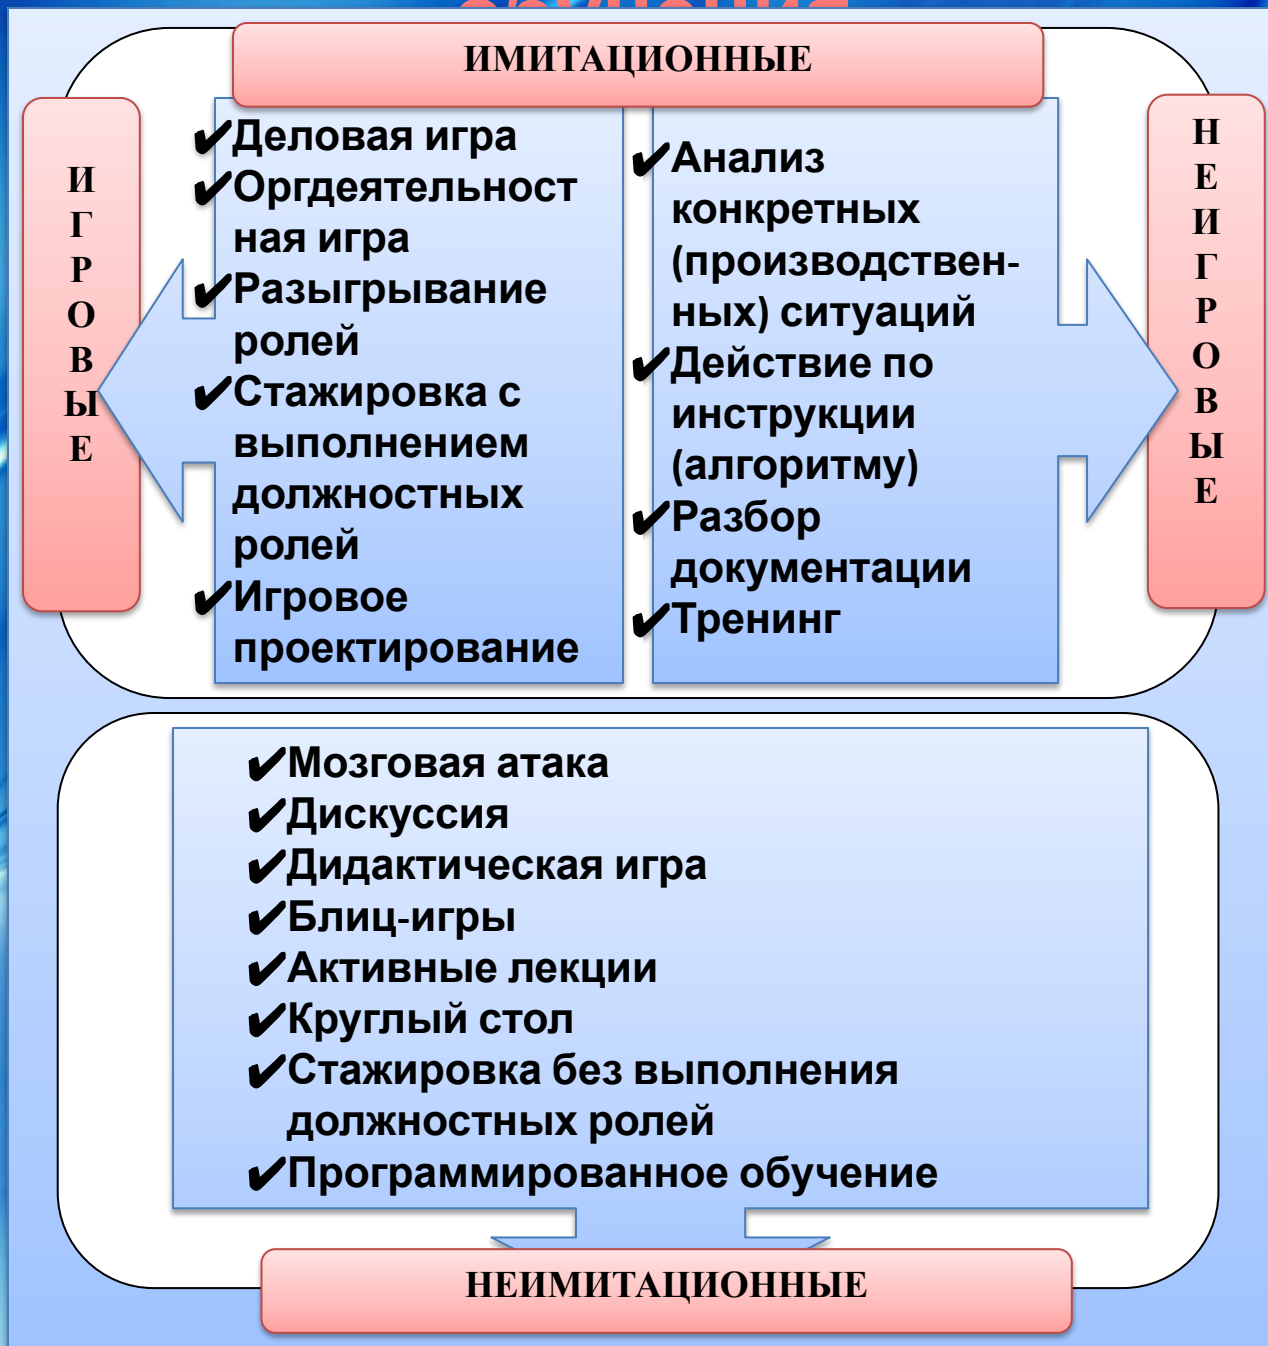 ИМИТАЦИОННЫЕ
ИГРОВЫЕ
Деловая игра
Оргдеятельност
ная игра
Разыгрывание
ролей
Стажировка с
выполнением
должностных
ролей
Игровое
проектирование
Анализ
конкретных
(производствен-
ных) ситуаций
Действие по
инструкции
(алгоритму)
Разбор
документации
Тренинг
НЕИГРОВЫЕ
Мозговая атака
Дискуссия
Дидактическая игра
Блиц-игры
Активные лекции
Круглый стол
Стажировка без выполнения
должностных ролей
Программированное обучение
НЕИМИТАЦИОННЫЕ